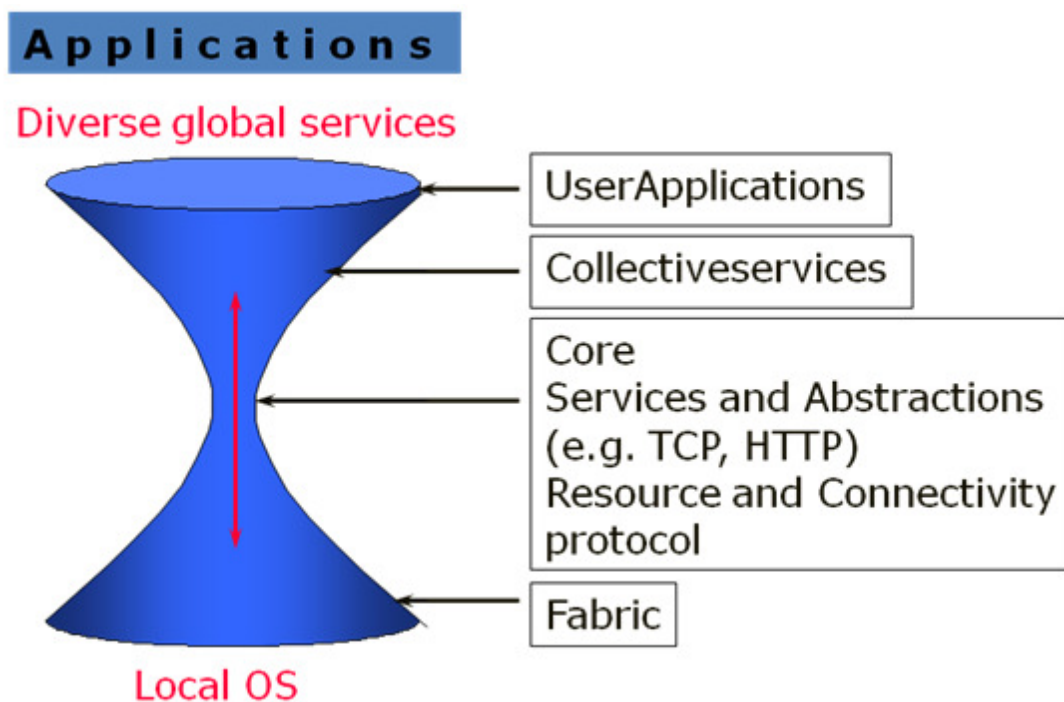 Applications
Diverse global services
UserApplications
Collectiveservices
Core
Services and Abstractions
(e.g. TCP, HTTP)
Resource and Connectivity
protocol
Fabric
Local OS